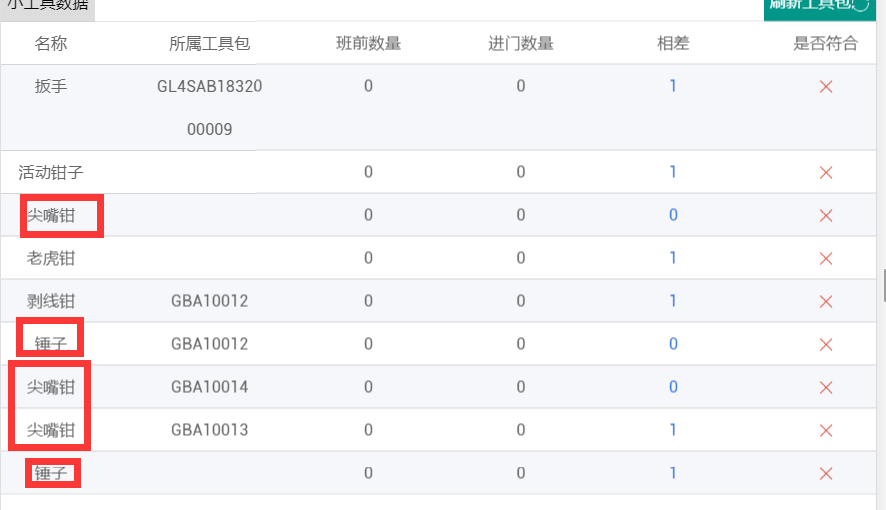 小工具数据 刷新工具包
名称 所属工具包 班前数量 进门数量 相差 是否符合
扳手 GL4SAB18320 0 0 1
00009
活动钳子 0 0 1
尖嘴钳 0 0 0
老虎钳 0 0 1
剥线钳 GBA10012 0 0 1
锤子 GBA10012 0 0 0
尖嘴钳 GBA10014 0 0 0
尖嘴钳 GBA10013 0 0 1
锤子 0 0 1